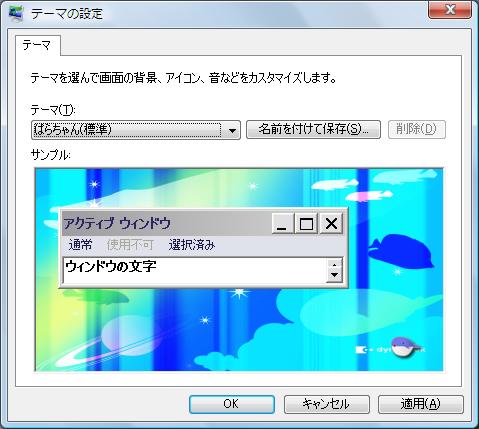 テーマの設定
テーマ
テーマを選んで画面の背景、アイコン、音などをカスタマイズします。
テーマ(T):
ばらちゃん(標準)
名前を付けて保存(S)...
削除(D)
サンプル:
アクティブ ウィンドウ
通常 使用不可 選択済み
ウィンドウの文字
OK
キャンセル
適用(A)